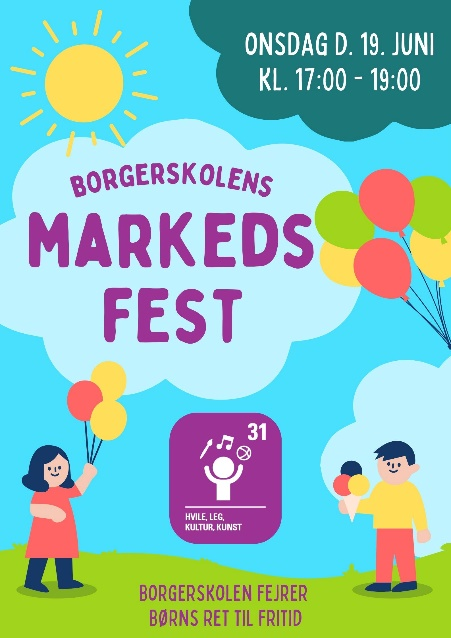 ONSDAG D. 19. JUNI
KL. 17:00 - 19:00
BORGERSKOLENS
MARKEDS
FEST
31
HVILE, LEG,
KULTUR, KUNST
BORGERSKOLEN FEJRER
BØRNS RET TIL FRITID